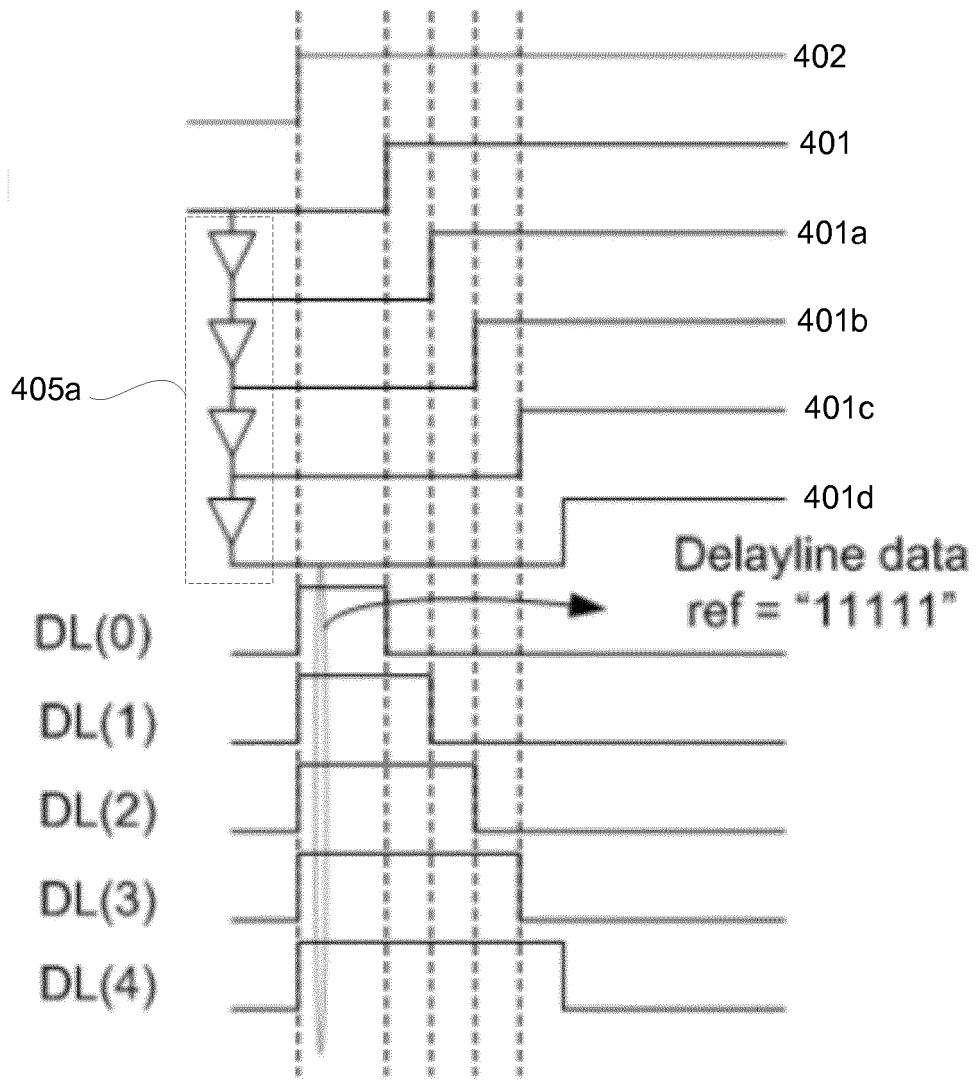 402
401
401a
401b
405a
401c
401d
Delayline data
ref = “11111”
DL(0)
DL(1)
DL(2)
DL(3)
DL(4)